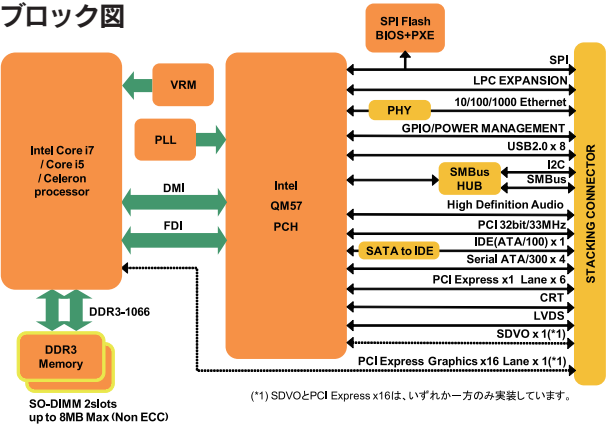 ブロック図
SPI Flash
BIOS+PXE
Intel Core i7
/ Core i5
/ Celeron
processor
VRM
PLL
DMI
FDI
Intel
QM57
PCH
SPI
LPC EXPANSION
PHY
10/100/1000 Ethernet
GPIO/POWER MANAGEMENT
USB2.0 x 8
SMBus
HUB
I2C
SMBus
High Definition Audio
PCI 32bit/33MHz
SATA to IDE
IDE(ATA/100) x 1
Serial ATA/300 x 4
PCI Express x1 Lane x 6
CRT
LVDS
SDVO x 1(*1)
PCI Express Graphics x16 Lane x 1(*1)
STACKING CONNECTOR
DDR3-1066
DDR3
Memory
SO-DIMM 2slots
up to 8MB Max (Non ECC)
(*1) SDVOとPCI Express x16は、いずれか一方のみ実装しています。